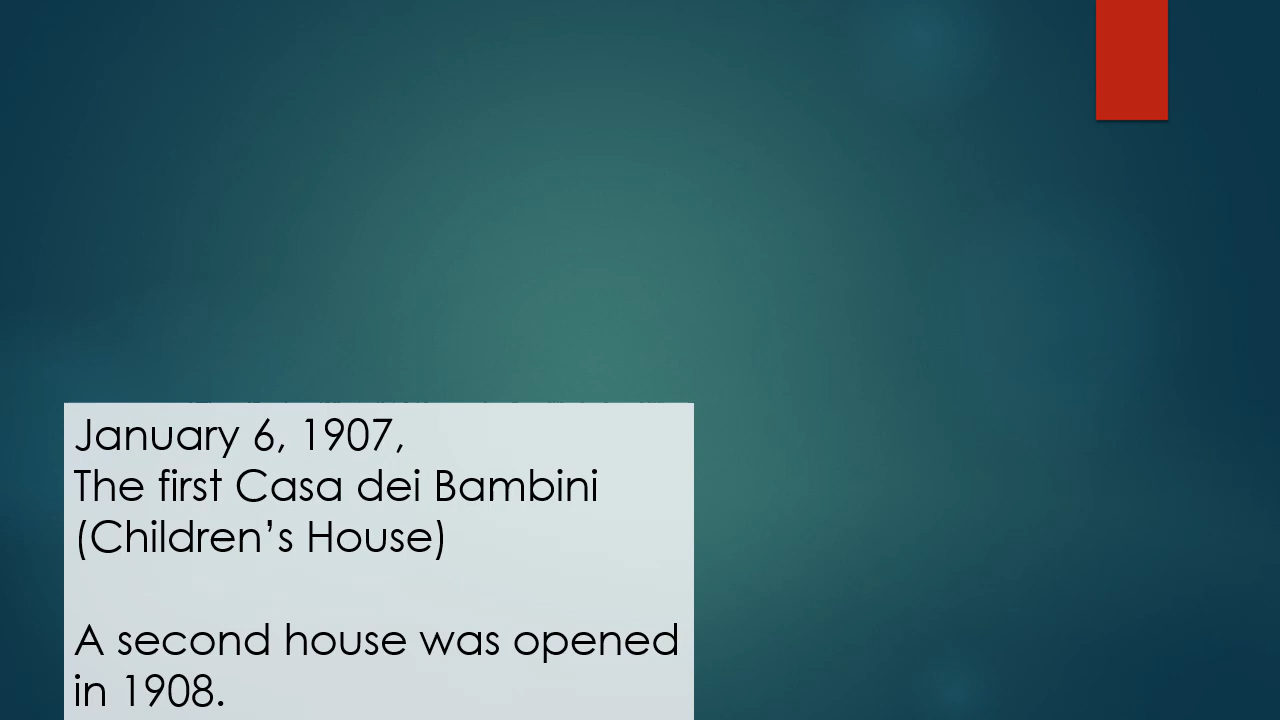 January 6, 1907,
The first Casa dei Bambini
(Children’s House)
A second house was opened
in 1908.